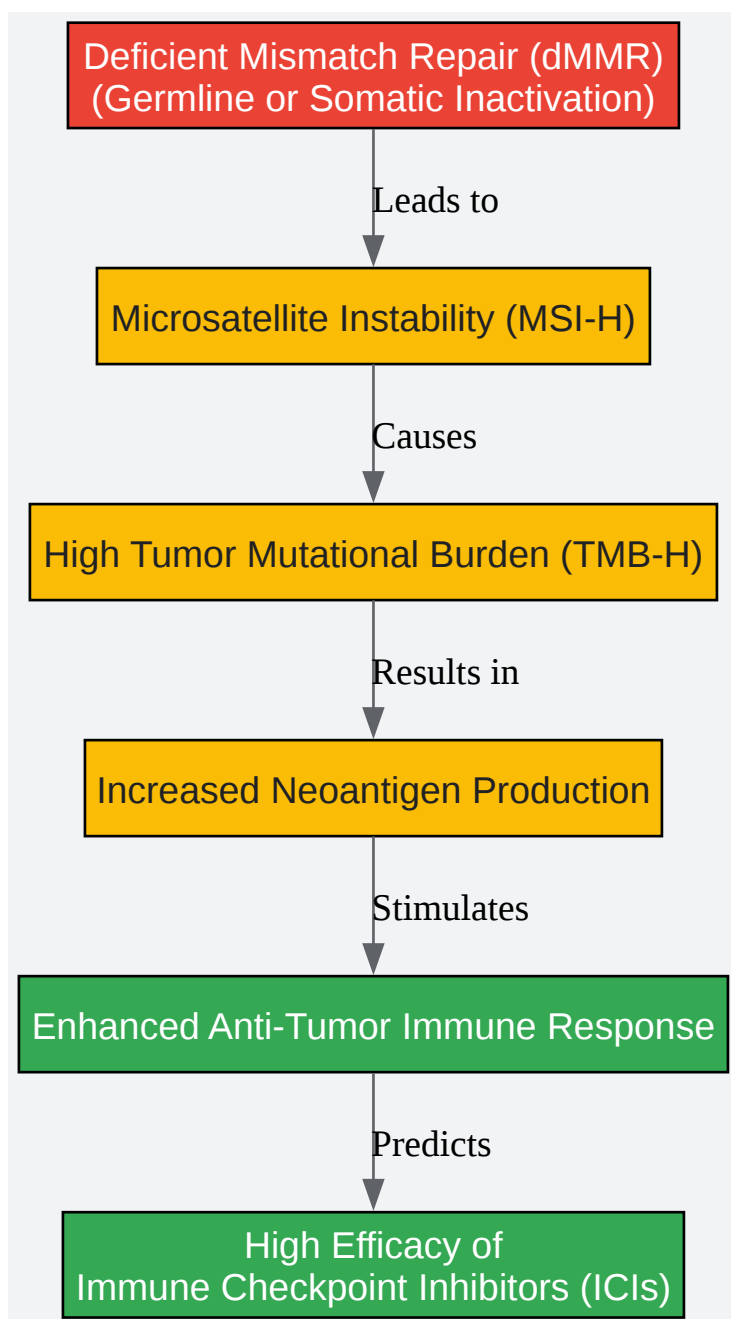 Deficient Mismatch Repair (dMMR)
(Germline or Somatic Inactivation)
Leads to
Microsatellite Instability (MSI-H)
Causes
High Tumor Mutational Burden (TMB-H)
Results in
Increased Neoantigen Production
Stimulates
Enhanced Anti-Tumor Immune Response
Predicts
High Efficacy of
Immune Checkpoint Inhibitors (ICIs)